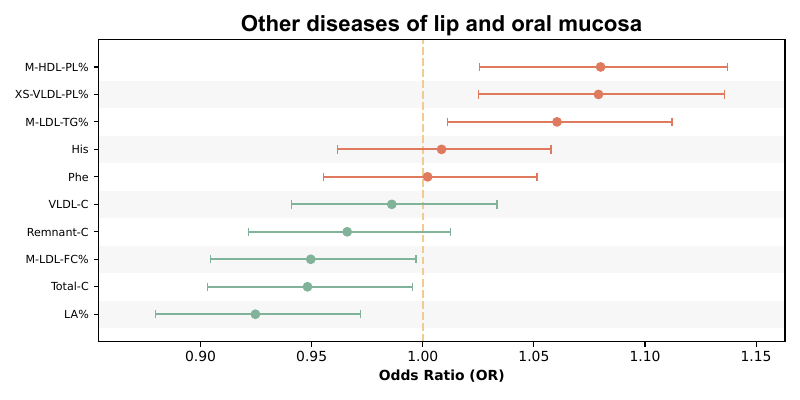 Other diseases of lip and oral mucosa
M-HDL-PL%
XS-VLDL-PL%
M-LDL-TG%
His
Phe
VLDL-C
Remnant-C
M-LDL-FC%
Total-C
LA%
0.90 0.95 1.00 1.05 1.10 1.15
Odds Ratio (OR)